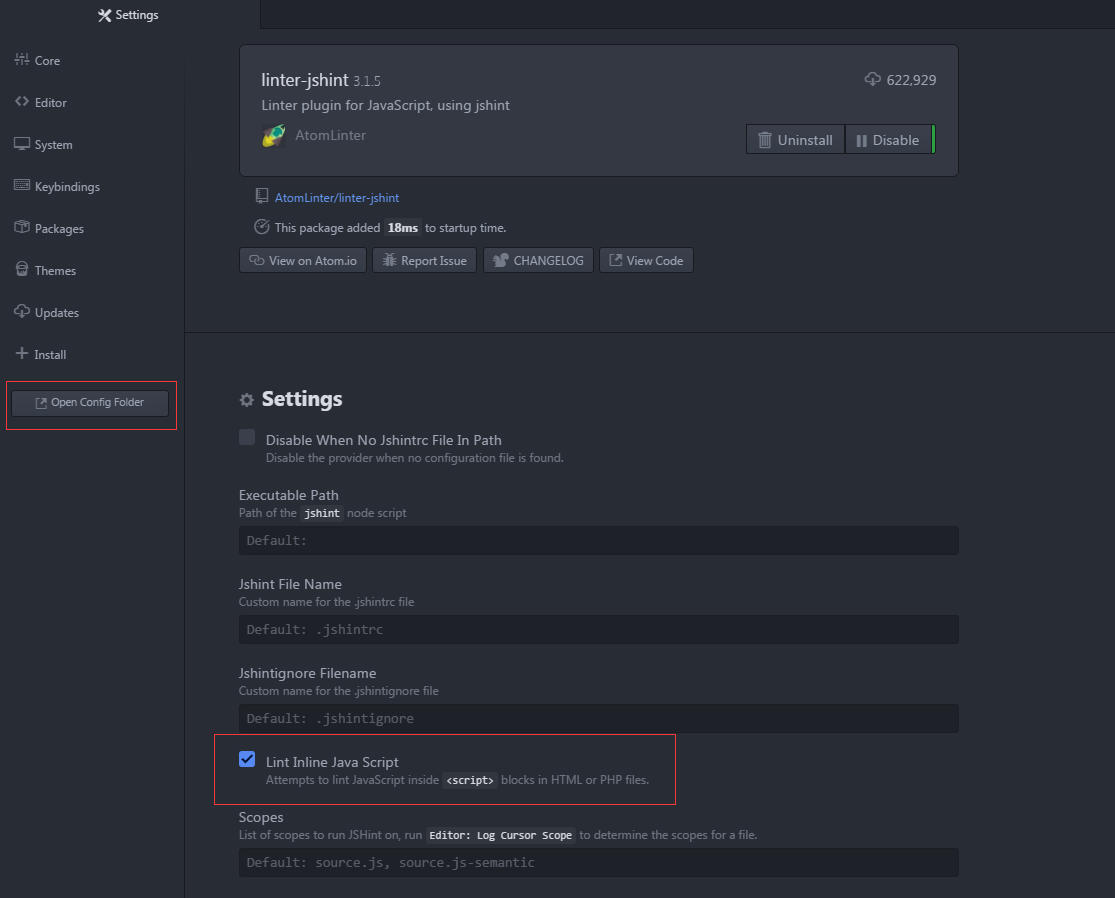 Settings
Core
Editor
System
Keybindings
Packages
Themes
Updates
Install
Open Config Folder
linter-jshint 3.1.5
622,929
Linter plugin for JavaScript, using jshint
AtomLinter
Uninstall
Disable
AtomLinter/linter-jshint
This package added 18ms to startup time.
View on Atom.io
Report Issue
CHANGELOG
View Code
Settings
Disable When No Jshintrc File In Path
Disable the provider when no configuration file is found.
Executable Path
Path of the jshint node script
Default:
Jshint File Name
Custom name for the .jshintrc file
Default: .jshintrc
Jshintignore Filename
Custom name for the .jshintignore file
Default: .jshintignore
Lint Inline Java Script
Attempts to lint JavaScript inside <script> blocks in HTML or PHP files.
Scopes
List of scopes to run JSHint on, run Editor: Log Cursor Scope to determine the scopes for a file.
Default: source.js, source.js-semantic